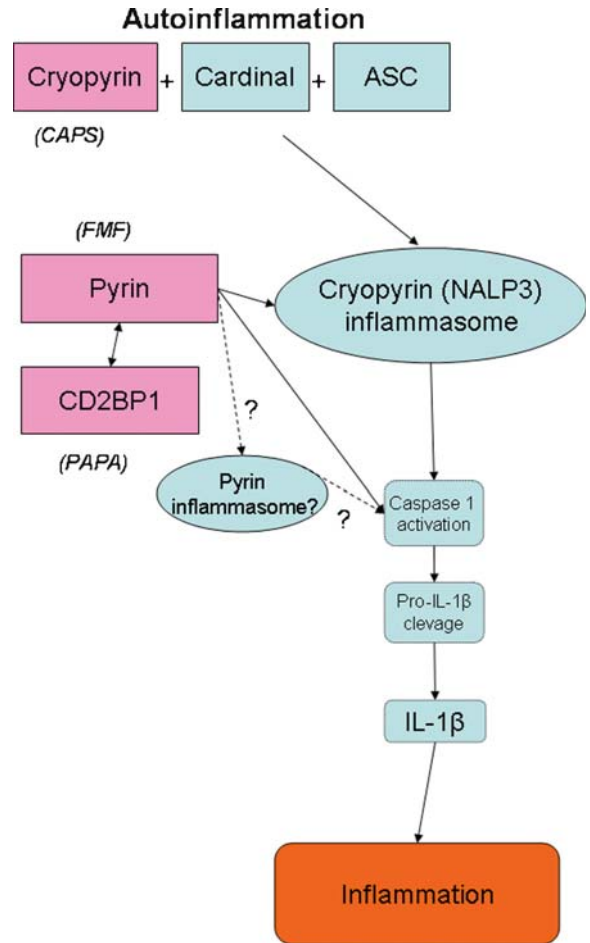 Autoinflammation
Cryopyrin + Cardinal + ASC
(CAPS)
(FMF)
Pyrin
Cryopyrin (NALP3)
inflammasome
CD2BP1
(PAPA)
?
Pyrin
inflammasome?
?
Caspase 1
activation
Pro-IL-1β
clevage
IL-1β
Inflammation